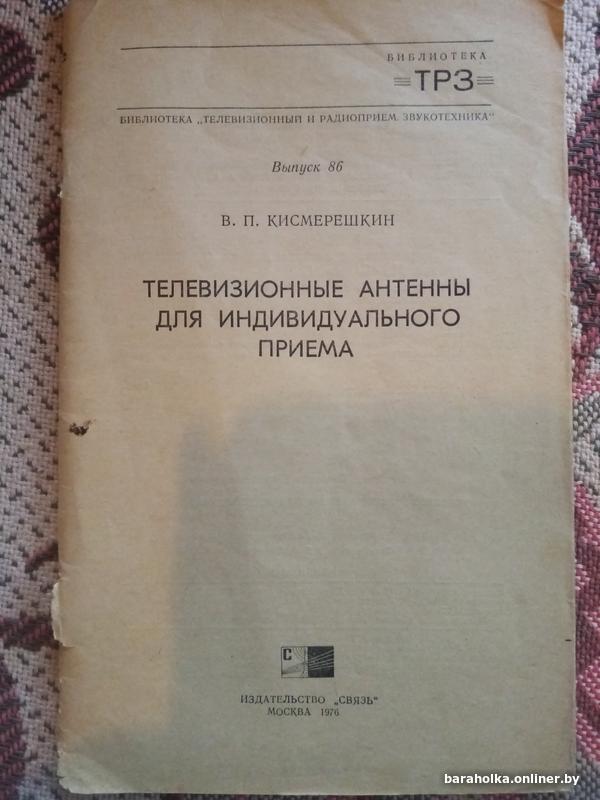 БИБЛИОТЕКА
ТРЗ
БИБЛИОТЕКА „ТЕЛЕВИЗИОННЫЙ И РАДИОПРИЕМ. ЗВУКОТЕХНИКА“
Выпуск 86
В. П. КИСМЕРЕШКИН
ТЕЛЕВИЗИОННЫЕ АНТЕННЫ
ДЛЯ ИНДИВИДУАЛЬНОГО
ПРИЕМА
С
ИЗДАТЕЛЬСТВО „СВЯЗЬ“
МОСКВА 1976
baraholka.onliner.by